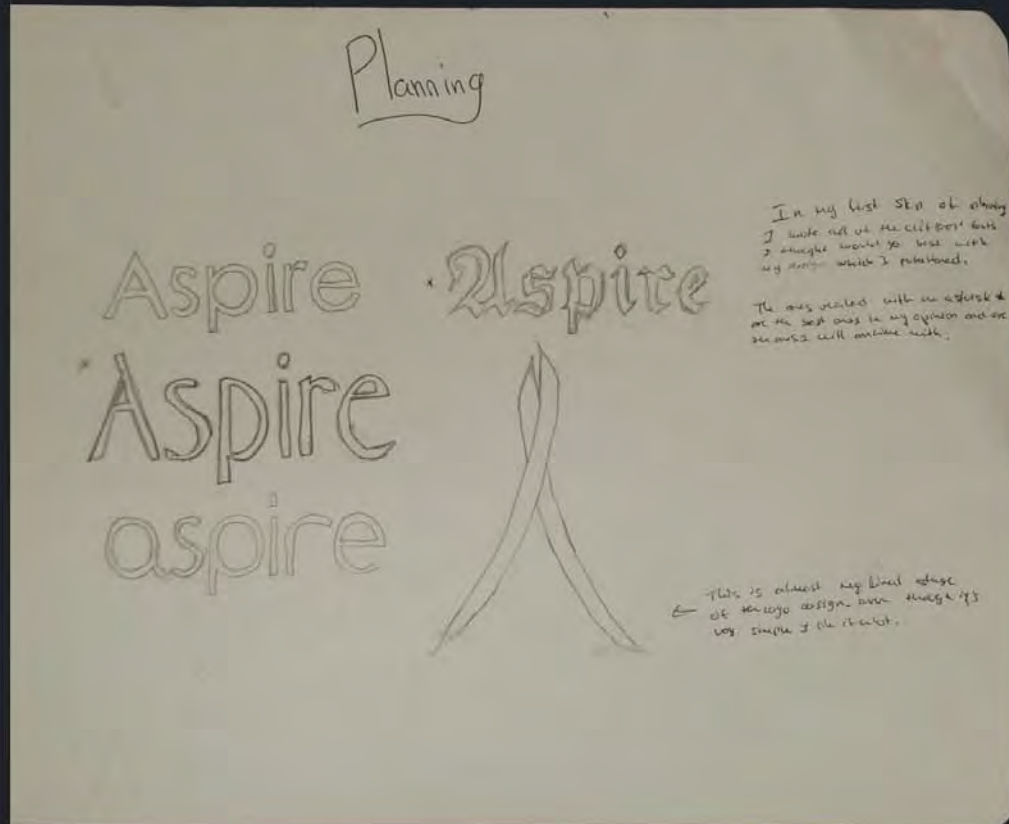 Planning
Aspire
* Aspire
Aspire
aspire
In my first step of planning
I wrote all of the different fonts
I thought would go best with
my design which I
The ones marked with an asterisk *
are the best ones in my opinion and are
the ones I will continue with.
← This is almost my final stage
of the logo design. even though it's
very simple I like it a lot.